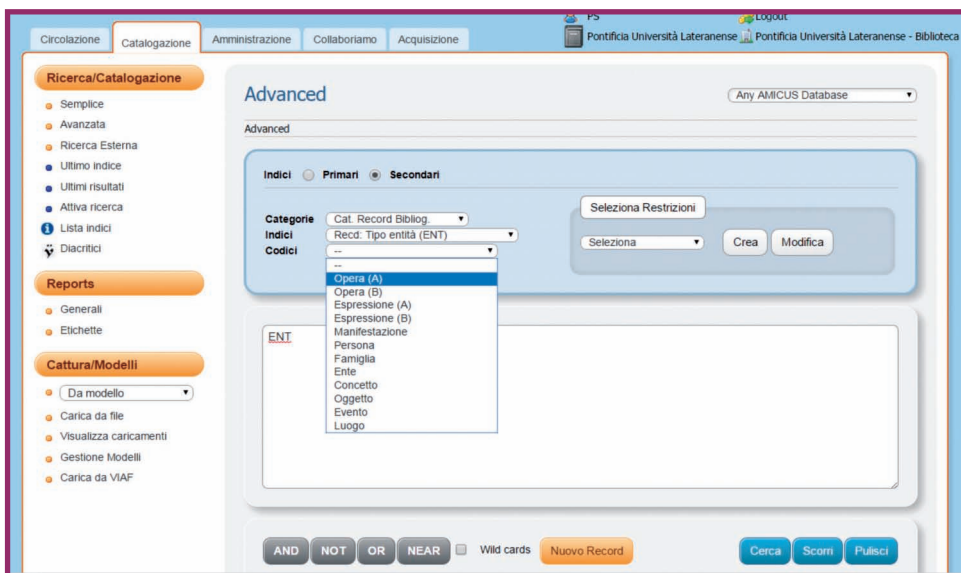 PS Logout
Pontificia Università Lateranense Pontificia Università Lateranense - Biblioteca
Circolazione Catalogazione Amministrazione Collaboriamo Acquisizione
Ricerca/Catalogazione
Semplice
Avanzata
Ricerca Esterna
Ultimo indice
Ultimi risultati
Attiva ricerca
Lista indici
Diacritici
Reports
Generali
Etichette
Cattura/Modelli
Da modello
Carica da file
Visualizza caricamenti
Gestione Modelli
Carica da VIAF
Advanced
Any AMICUS Database
Advanced
Indici Primari Secondari
Categorie Cat. Record Bibliog.
Indici Recd: Tipo entità (ENT)
Codici --
--
Opera (A)
Opera (B)
Espressione (A)
Espressione (B)
Manifestazione
Persona
Famiglia
Ente
Concetto
Oggetto
Evento
Luogo
Seleziona Restrizioni
Seleziona Crea Modifica
ENT
AND NOT OR NEAR Wild cards Nuovo Record Cerca Scorri Pulisci